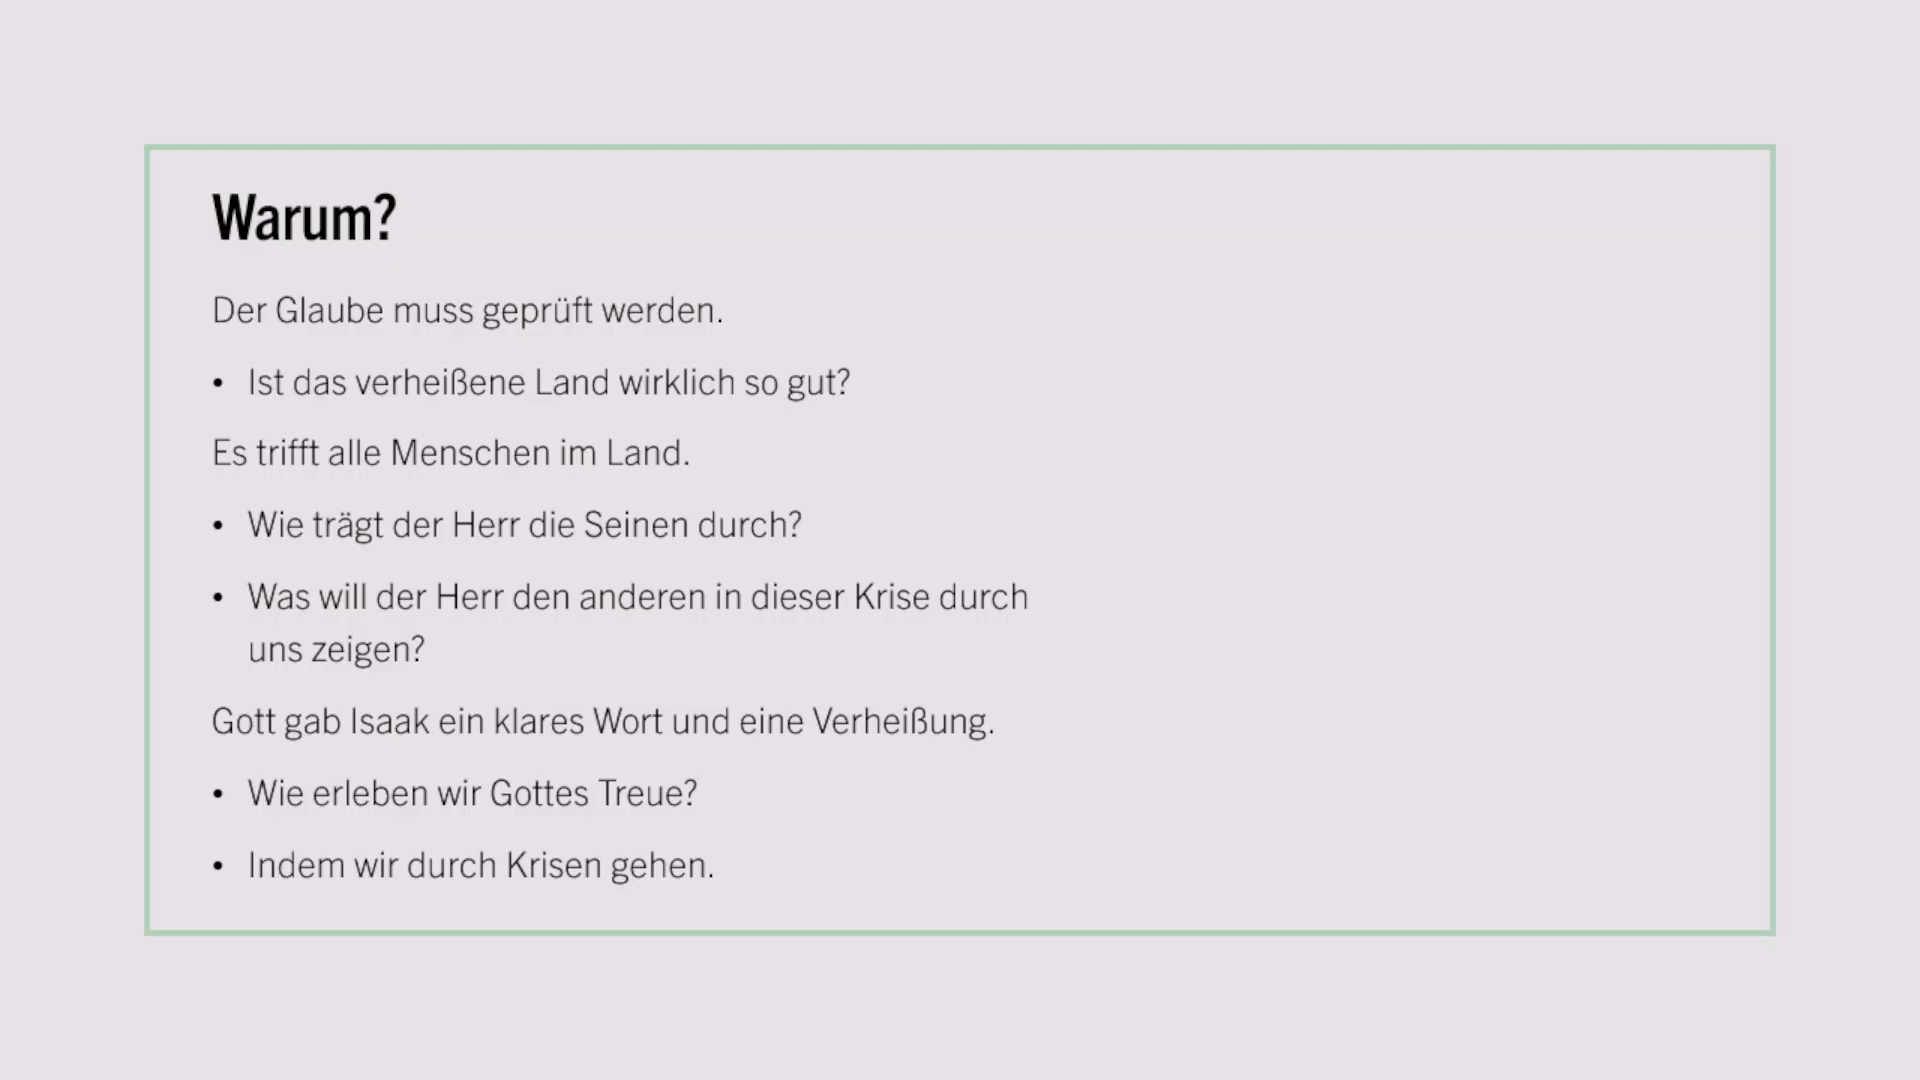 Warum?
Der Glaube muss geprüft werden.
• Ist das verheißene Land wirklich so gut?
Es trifft alle Menschen im Land.
• Wie trägt der Herr die Seinen durch?
• Was will der Herr den anderen in dieser Krise durch
uns zeigen?
Gott gab Isaak ein klares Wort und eine Verheißung.
• Wie erleben wir Gottes Treue?
• Indem wir durch Krisen gehen.